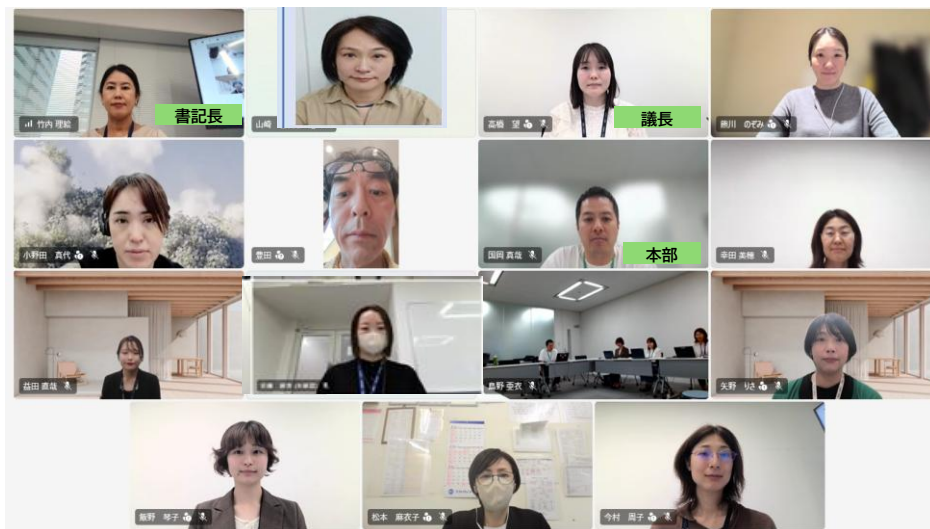 竹内 理絵
書記長
山﨑
高橋 望
議長
勝川 のぞみ
小野田 真代
豊田
国岡 真哉
本部
幸田 美穂
益田 直哉
島野 亜衣
矢野 りさ
飯野 琴子
松本 麻衣子
今村 周子